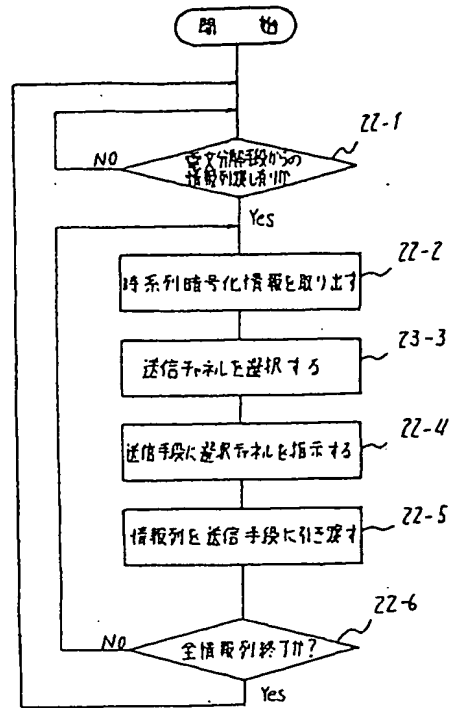 開 始
22-1
電文分解手段からの
情報列渡し有りか
NO
Yes
22-2
時系列暗号化情報を取り出す
23-3
送信チャネルを選択する
22-4
送信手段に選択チャネルを指示する
22-5
情報列を送信手段に引き渡す
22-6
全情報列終了か?
NO
Yes